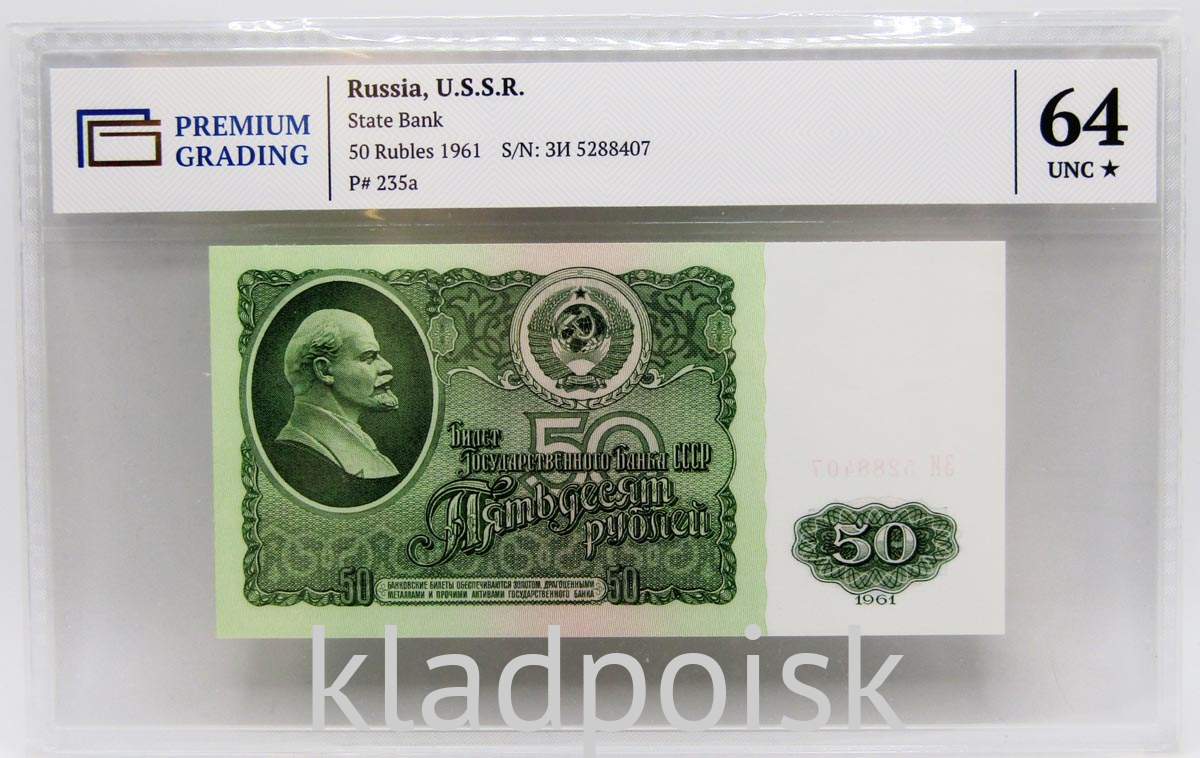 PREMIUM
GRADING
Russia, U.S.S.R.
State Bank
50 Rubles 1961 S/N: ЗИ 5288407
P# 235a
64
UNC ★
50
Билет
Государственного Банка СССР
Пятьдесят
рублей
ЗИ 5288407
50
1961
50
БАНКОВСКИЕ БИЛЕТЫ ОБЕСПЕЧИВАЮТСЯ ЗОЛОТОМ, ДРАГОЦЕННЫМИ
МЕТАЛЛАМИ И ПРОЧИМИ АКТИВАМИ ГОСУДАРСТВЕННОГО БАНКА
50
kladpoisk